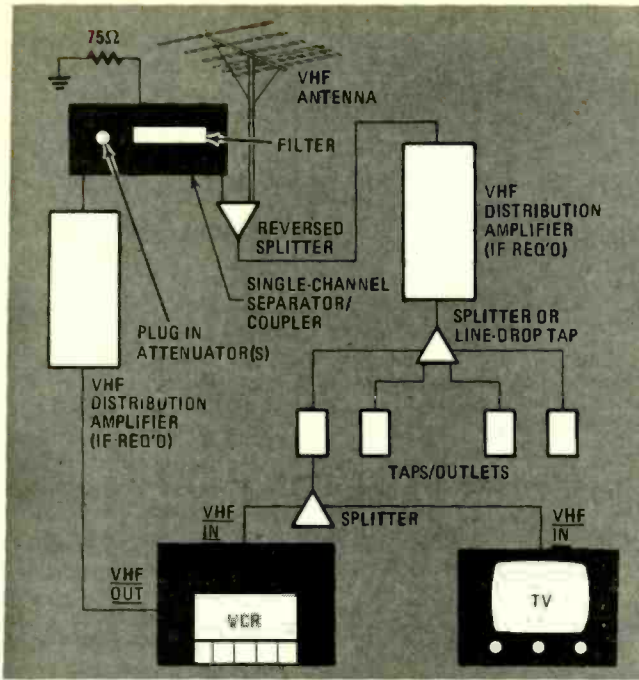 75Ω
VHF
ANTENNA
FILTER
REVERSED
SPLITTER
SINGLE-CHANNEL
SEPARATOR/
COUPLER
PLUG IN
ATTENUATOR(S)
VHF
DISTRIBUTION
AMPLIFIER
(IF REQ'D)
VHF
DISTRIBUTION
AMPLIFIER
(IF REQ'D)
SPLITTER OR
LINE-DROP TAP
TAPS/OUTLETS
SPLITTER
VHF
IN
VHF
IN
VHF
OUT
VCR
TV